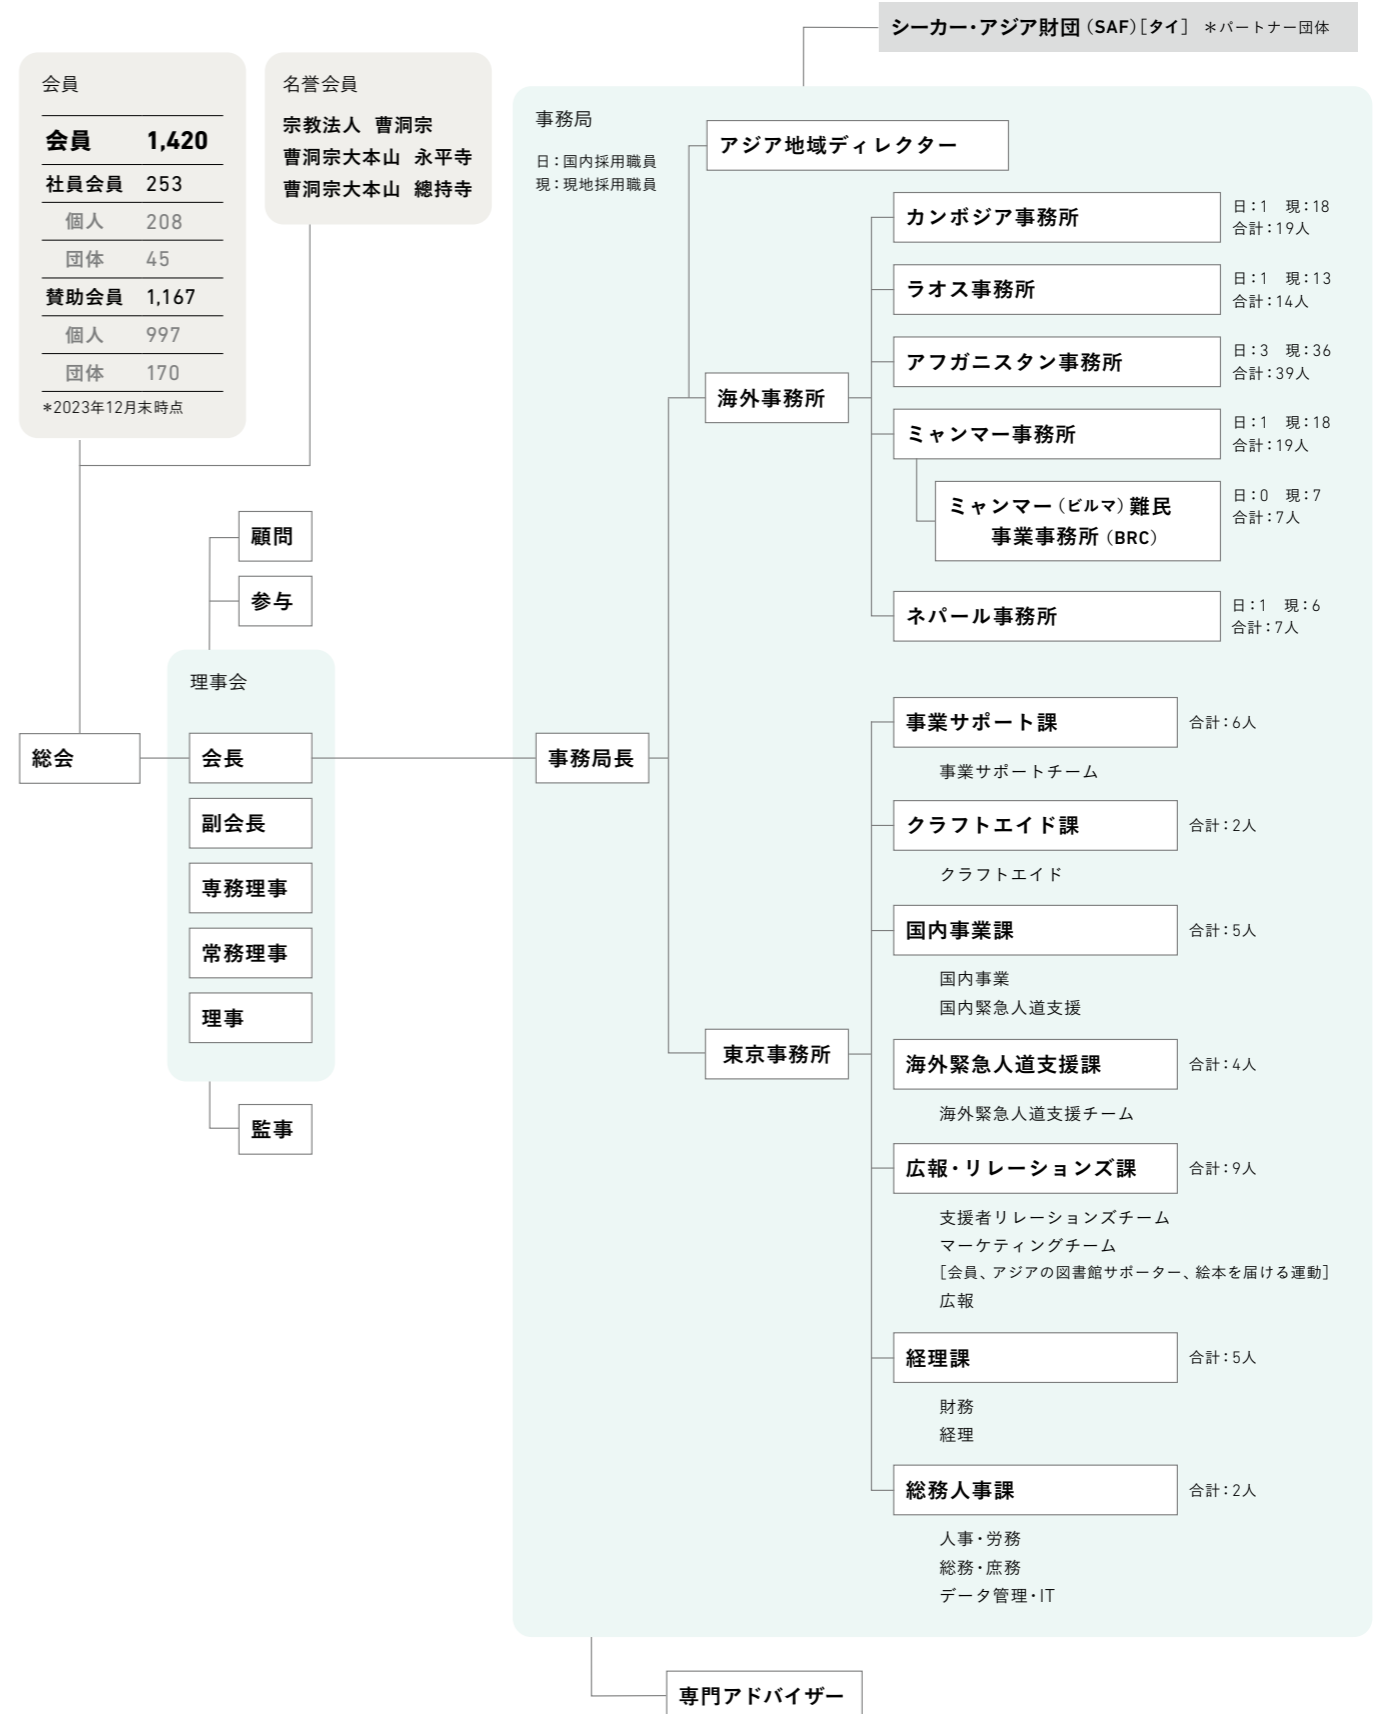 シーカー・アジア財団（SAF）［タイ］ ＊パートナー団体
会員
会員 1,420
社員会員 253
個人 208
団体 45
賛助会員 1,167
個人 997
団体 170
＊2023年12月末時点
名誉会員
宗教法人 曹洞宗
曹洞宗大本山 永平寺
曹洞宗大本山 總持寺
総会
顧問
参与
理事会
会長
副会長
専務理事
常務理事
理事
監事
事務局
日：国内採用職員
現：現地採用職員
事務局長
アジア地域ディレクター
海外事務所
カンボジア事務所
日：1 現：18
合計：19人
ラオス事務所
日：1 現：13
合計：14人
アフガニスタン事務所
日：3 現：36
合計：39人
ミャンマー事務所
日：1 現：18
合計：19人
ミャンマー（ビルマ）難民
事業事務所（BRC）
日：0 現：7
合計：7人
ネパール事務所
日：1 現：6
合計：7人
東京事務所
事業サポート課 合計：6人
事業サポートチーム
クラフトエイド課 合計：2人
クラフトエイド
国内事業課 合計：5人
国内事業
国内緊急人道支援
海外緊急人道支援課 合計：4人
海外緊急人道支援チーム
広報・リレーションズ課 合計：9人
支援者リレーションズチーム
マーケティングチーム
［会員、アジアの図書館サポーター、絵本を届ける運動］
広報
経理課 合計：5人
財務
経理
総務人事課 合計：2人
人事・労務
総務・庶務
データ管理・IT
専門アドバイザー